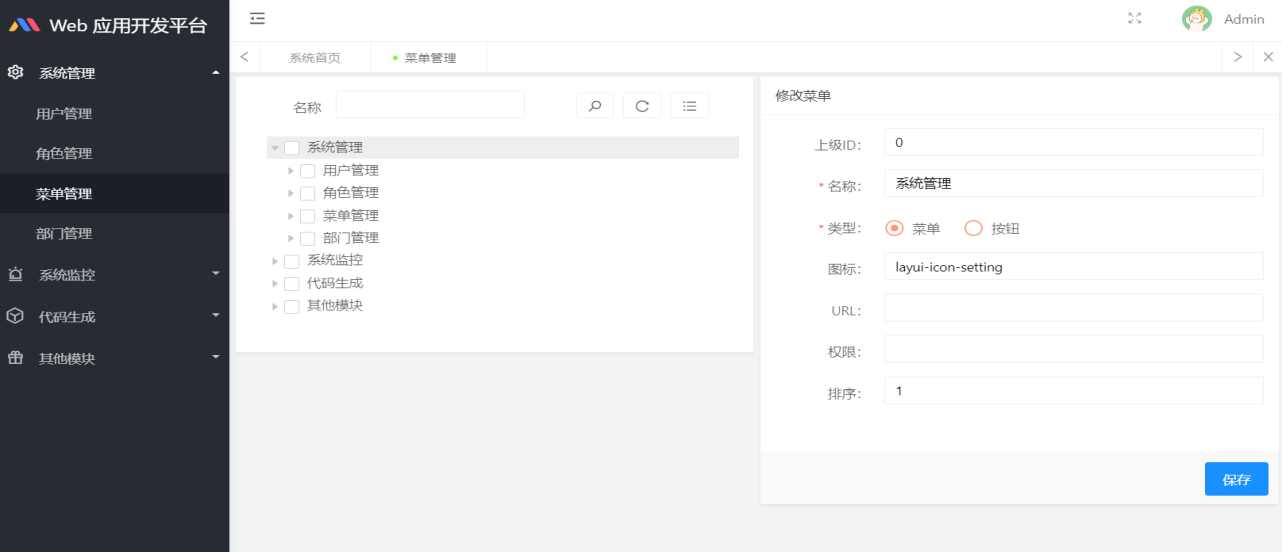 Web 应用开发平台
系统管理
用户管理
角色管理
菜单管理
部门管理
系统监控
代码生成
其他模块
Admin
系统首页
菜单管理
名称
系统管理
用户管理
角色管理
菜单管理
部门管理
系统监控
代码生成
其他模块
修改菜单
上级ID： 0
* 名称： 系统管理
* 类型： 菜单 按钮
图标： layui-icon-setting
URL：
权限：
排序： 1
保存